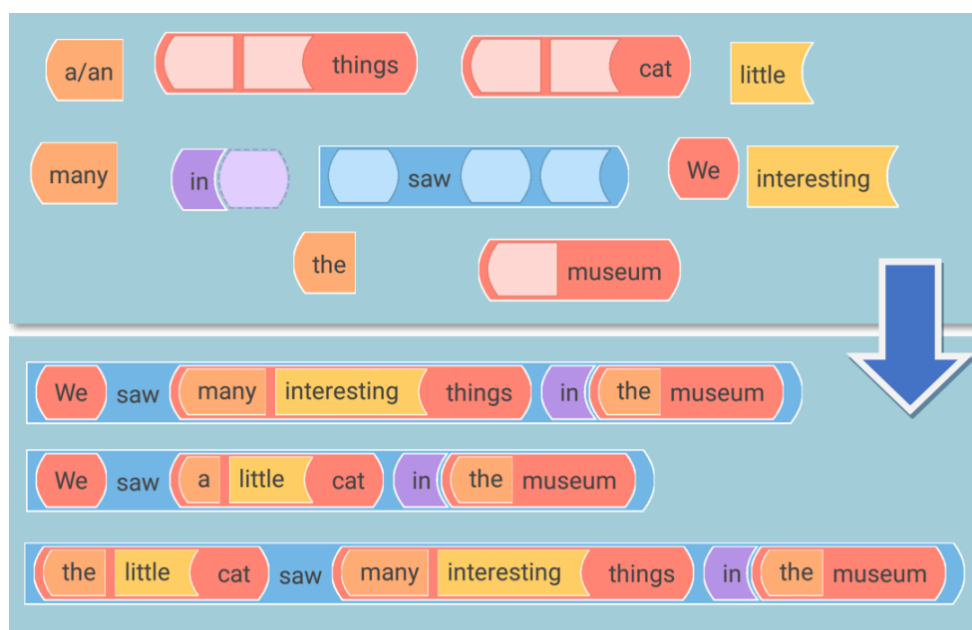 a/an things cat little
many in saw We interesting
the museum
We saw many interesting things in the museum
We saw a little cat in the museum
the little cat saw many interesting things in the museum